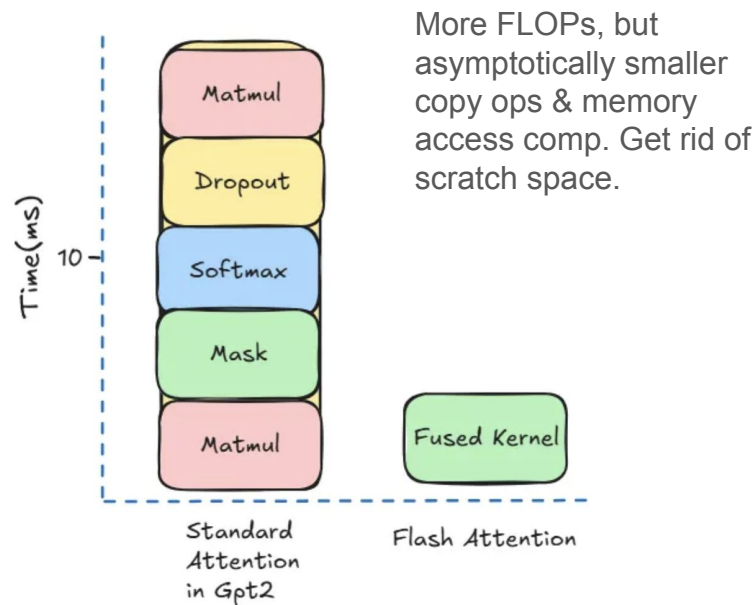 More FLOPs, but
asymptotically smaller
copy ops & memory
access comp. Get rid of
scratch space.
Matmul
Dropout
Softmax
Mask
Matmul
Fused Kernel
Time(ms)
10
Standard
Attention
in Gpt2
Flash Attention